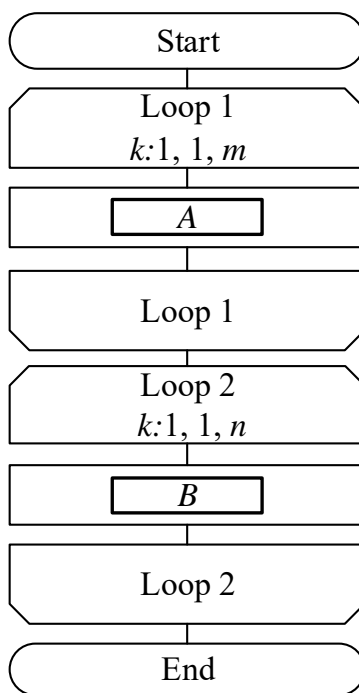 Start
Loop 1
k:1, 1, m
A
Loop 1
Loop 2
k:1, 1, n
B
Loop 2
End